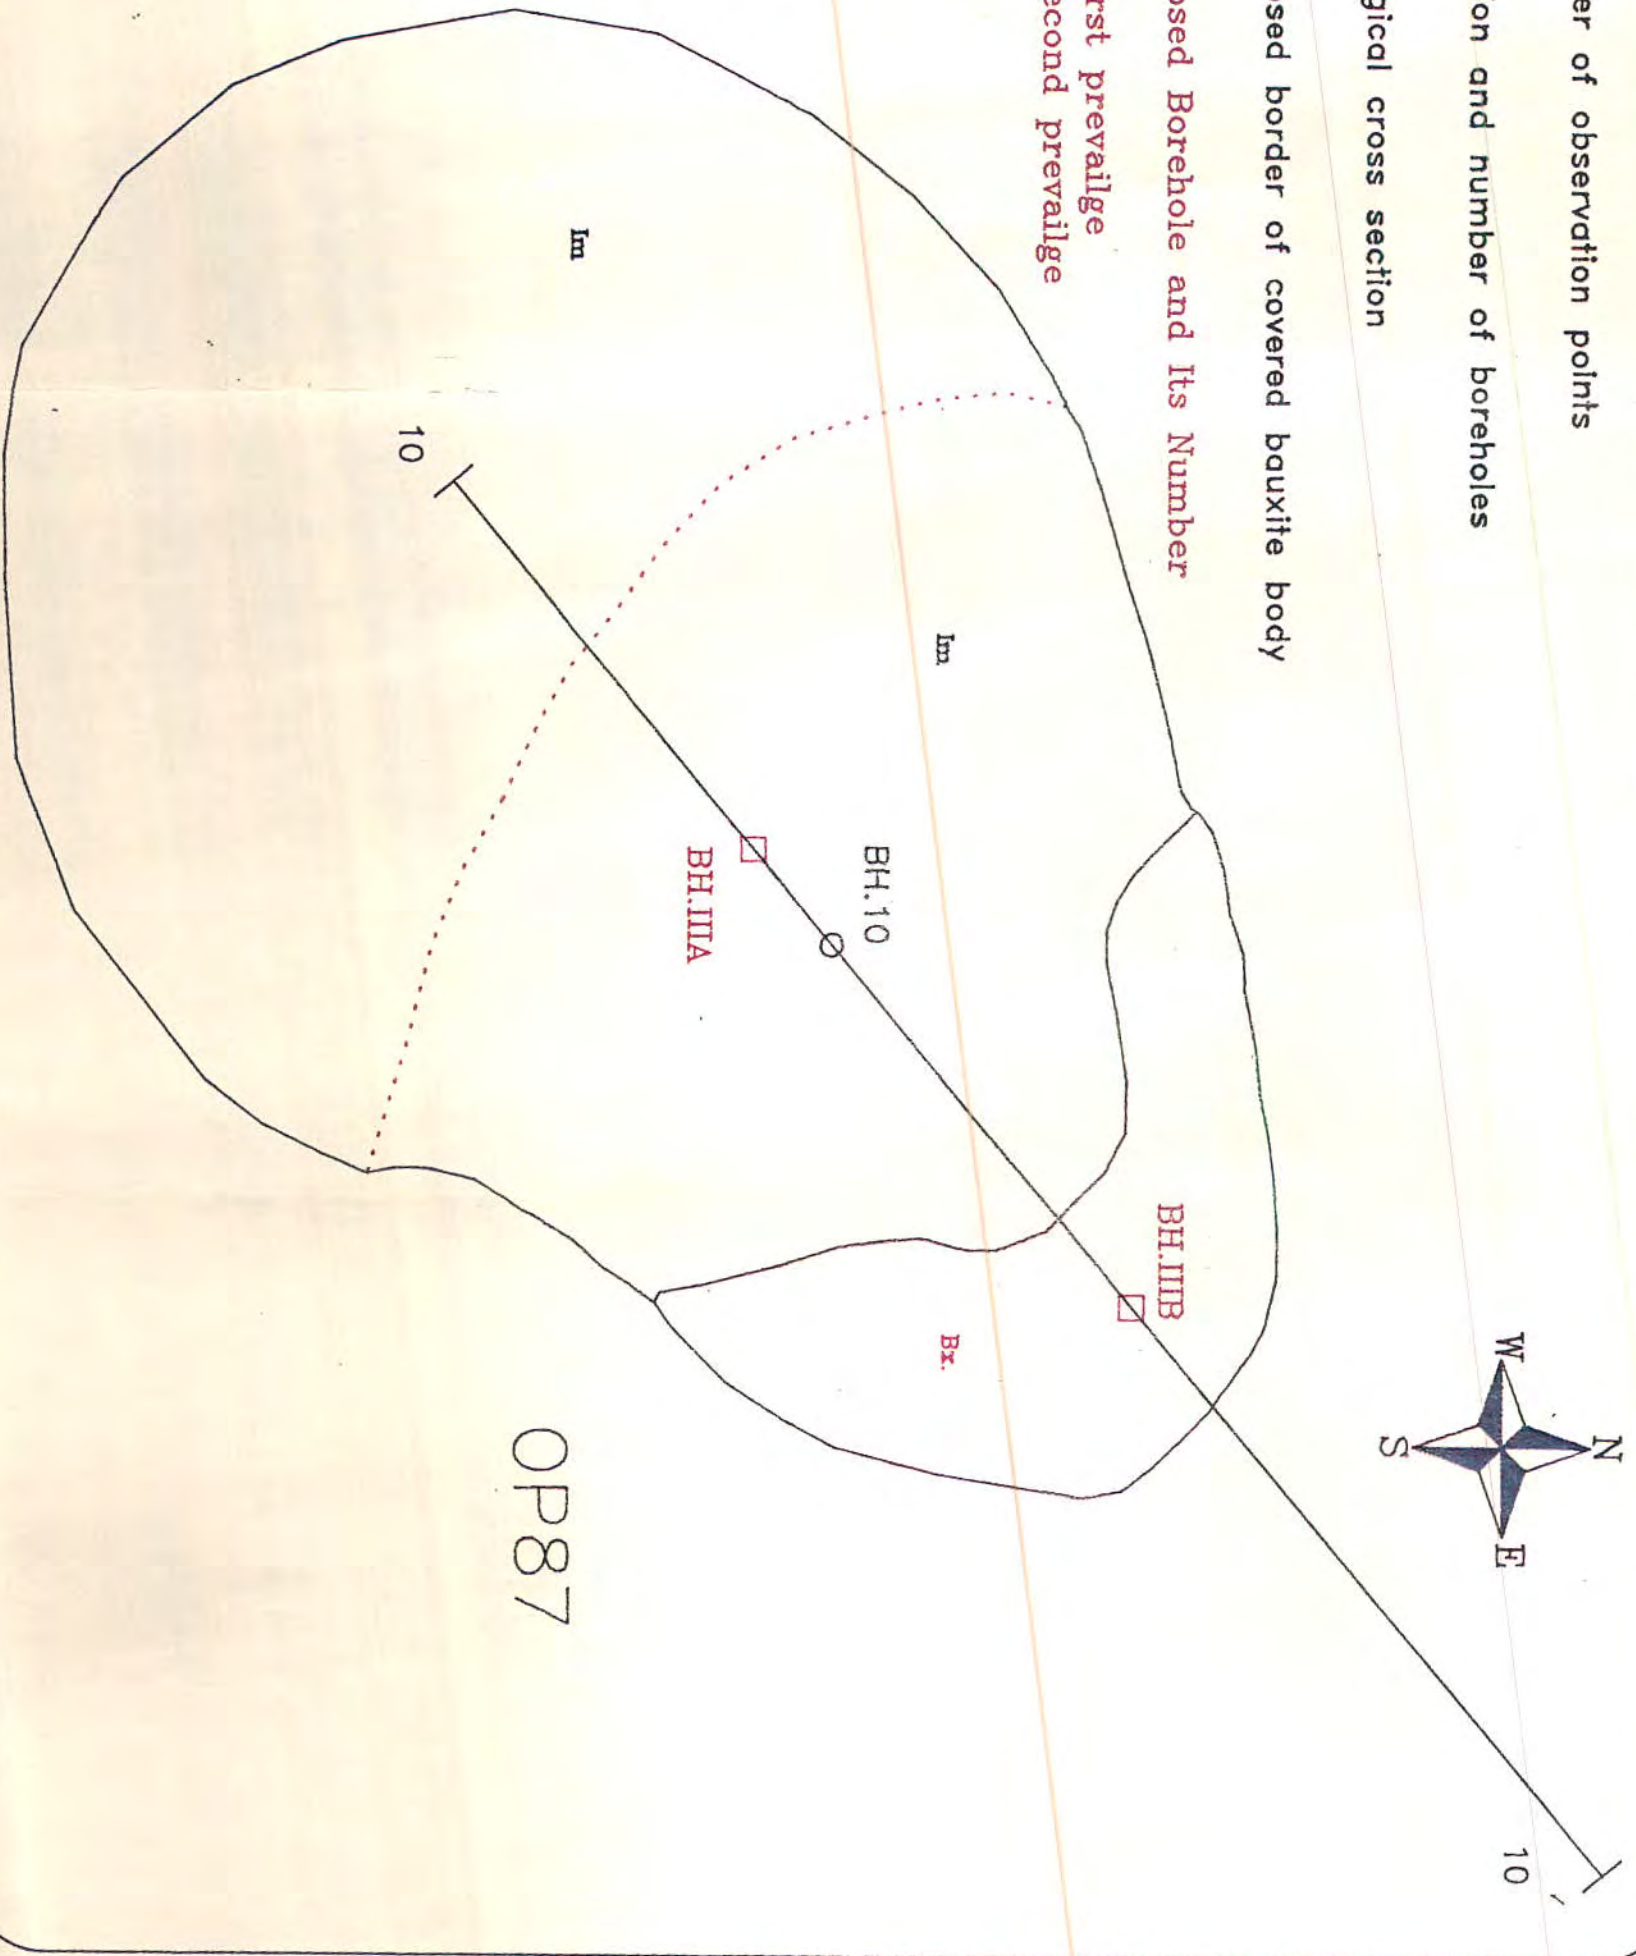 er of observation points
on and number of boreholes
gical cross section
sed border of covered bauxite body
osed Borehole and Its Number
rst prevailge
econd prevailge
N
W
E
S
10
10′
BH.10
BH.IIIA
BH.IIIB
Im
Im
Bx.
OP87